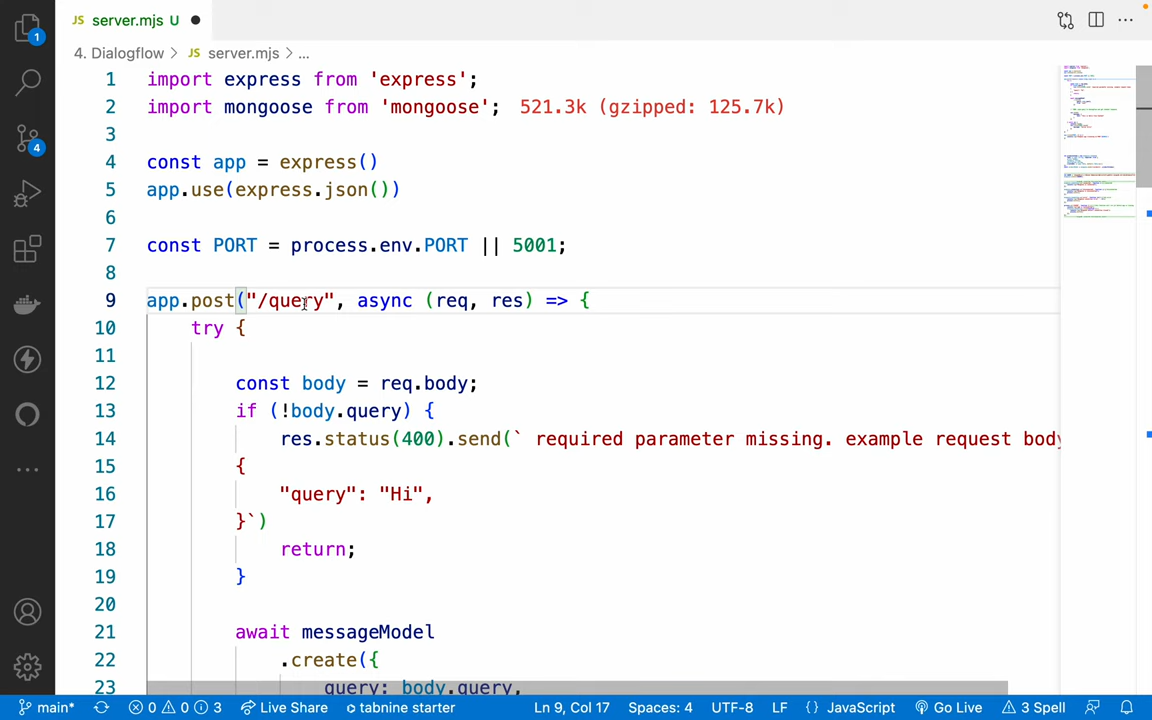 JS server.mjs U
4. Dialogflow > JS server.mjs > ...
1 import express from 'express';
2 import mongoose from 'mongoose'; 521.3k (gzipped: 125.7k)
3
4 const app = express()
5 app.use(express.json())
6
7 const PORT = process.env.PORT || 5001;
8
9 app.post("/query", async (req, res) => {
10 try {
11
12 const body = req.body;
13 if (!body.query) {
14 res.status(400).send(` required parameter missing. example request body
15 {
16 "query": "Hi",
17 }`)
18 return;
19 }
20
21 await messageModel
22 .create({
23 query: body.query,
1
4
main* 0 0 3 Live Share tabnine starter Ln 9, Col 17 Spaces: 4 UTF-8 LF {} JavaScript Go Live 3 Spell